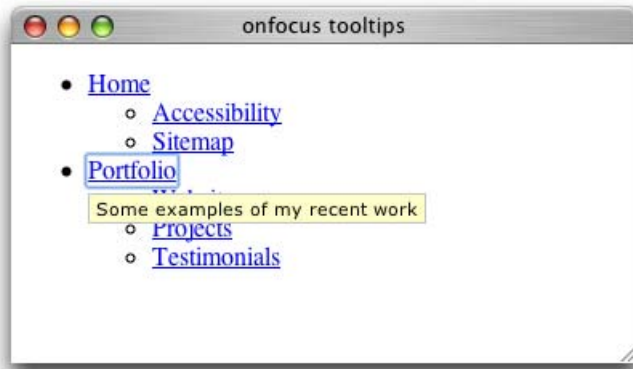 onfocus tooltips
Home
Accessibility
Sitemap
Portfolio
Some examples of my recent work
Projects
Testimonials